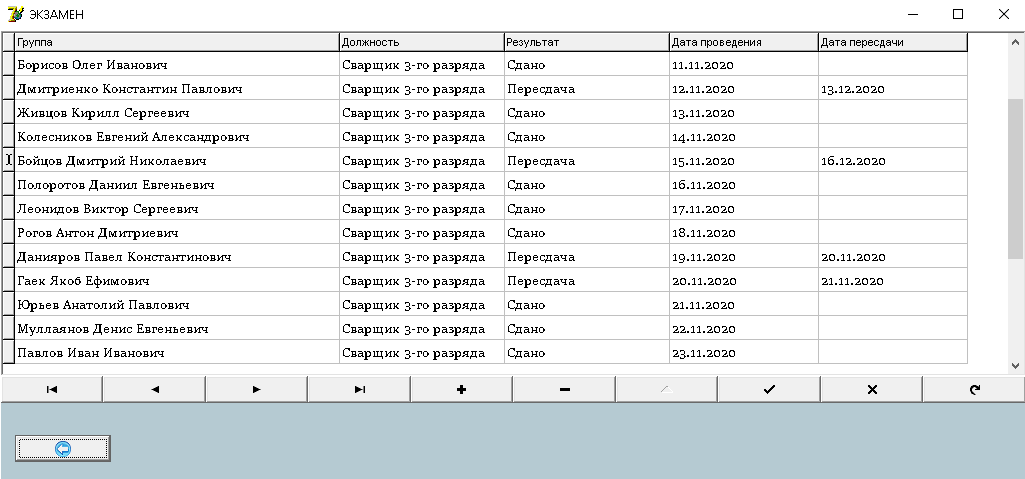 ЭКЗАМЕН
Группа Должность Результат Дата проведения Дата пересдачи
Борисов Олег Иванович Сварщик 3-го разряда Сдано 11.11.2020
Дмитриенко Константин Павлович Сварщик 3-го разряда Пересдача 12.11.2020 13.12.2020
Живцов Кирилл Сергеевич Сварщик 3-го разряда Сдано 13.11.2020
Колесников Евгений Александрович Сварщик 3-го разряда Сдано 14.11.2020
Бойцов Дмитрий Николаевич Сварщик 3-го разряда Пересдача 15.11.2020 16.12.2020
Полоротов Даниил Евгеньевич Сварщик 3-го разряда Сдано 16.11.2020
Леонидов Виктор Сергеевич Сварщик 3-го разряда Сдано 17.11.2020
Рогов Антон Дмитриевич Сварщик 3-го разряда Сдано 18.11.2020
Данияров Павел Константинович Сварщик 3-го разряда Пересдача 19.11.2020 20.11.2020
Гаек Якоб Ефимович Сварщик 3-го разряда Пересдача 20.11.2020 21.11.2020
Юрьев Анатолий Павлович Сварщик 3-го разряда Сдано 21.11.2020
Муллаянов Денис Евгеньевич Сварщик 3-го разряда Сдано 22.11.2020
Павлов Иван Иванович Сварщик 3-го разряда Сдано 23.11.2020